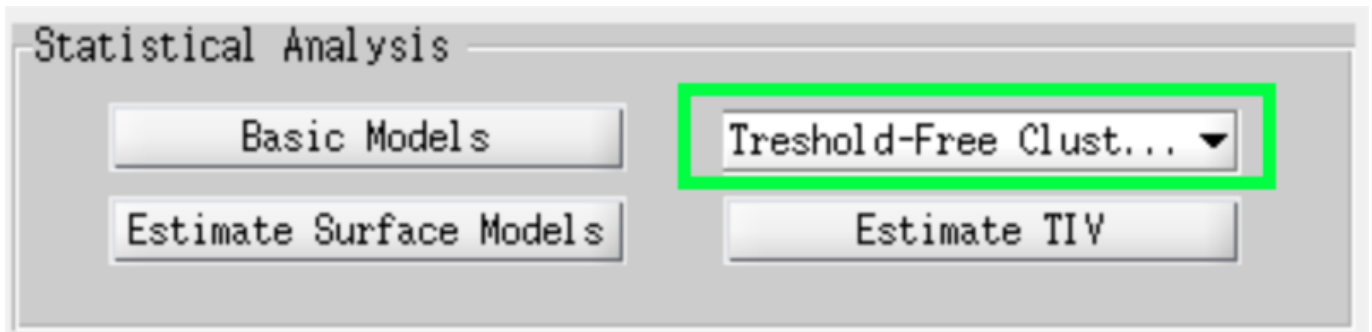 Statistical Analysis
Basic Models
Treshold-Free Clust...
Estimate Surface Models
Estimate TIV